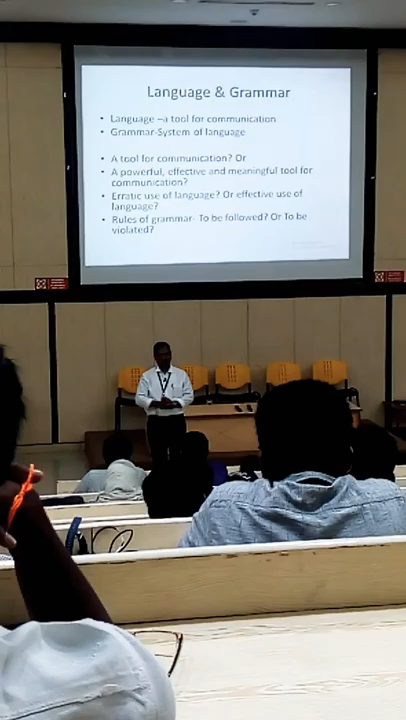 Language & Grammar
• Language –a tool for communication
• Grammar-System of language
• A tool for communication? Or
• A powerful, effective and meaningful tool for
communication?
• Erratic use of language? Or effective use of
language?
• Rules of grammar- To be followed? Or To be
violated?